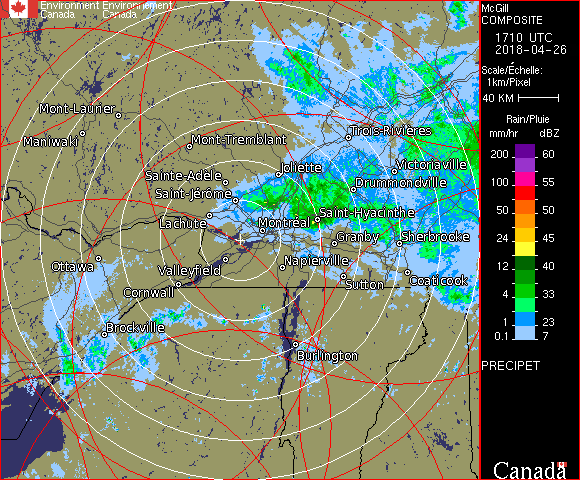 Environment Environnement
Canada Canada
McGill
COMPOSITE
1710 UTC
2018-04-26
Scale/Échelle:
1km/Pixel
40 KM
Rain/Pluie
mm/hr dBZ
200 60
100 55
50 50
24 45
12 40
4 33
1 23
0.1 7
PRECIPET
Canada
Mont-Laurier
Maniwaki
Mont-Tremblant
Trois-Rivières
Joliette
Victoriaville
Sainte-Adèle
Drummondville
Saint-Jérôme
Saint-Hyacinthe
Lachute
Montréal
Granby
Sherbrooke
Ottawa
Valleyfield
Napierville
Cornwall
Sutton
Coaticook
Brockville
Burlington